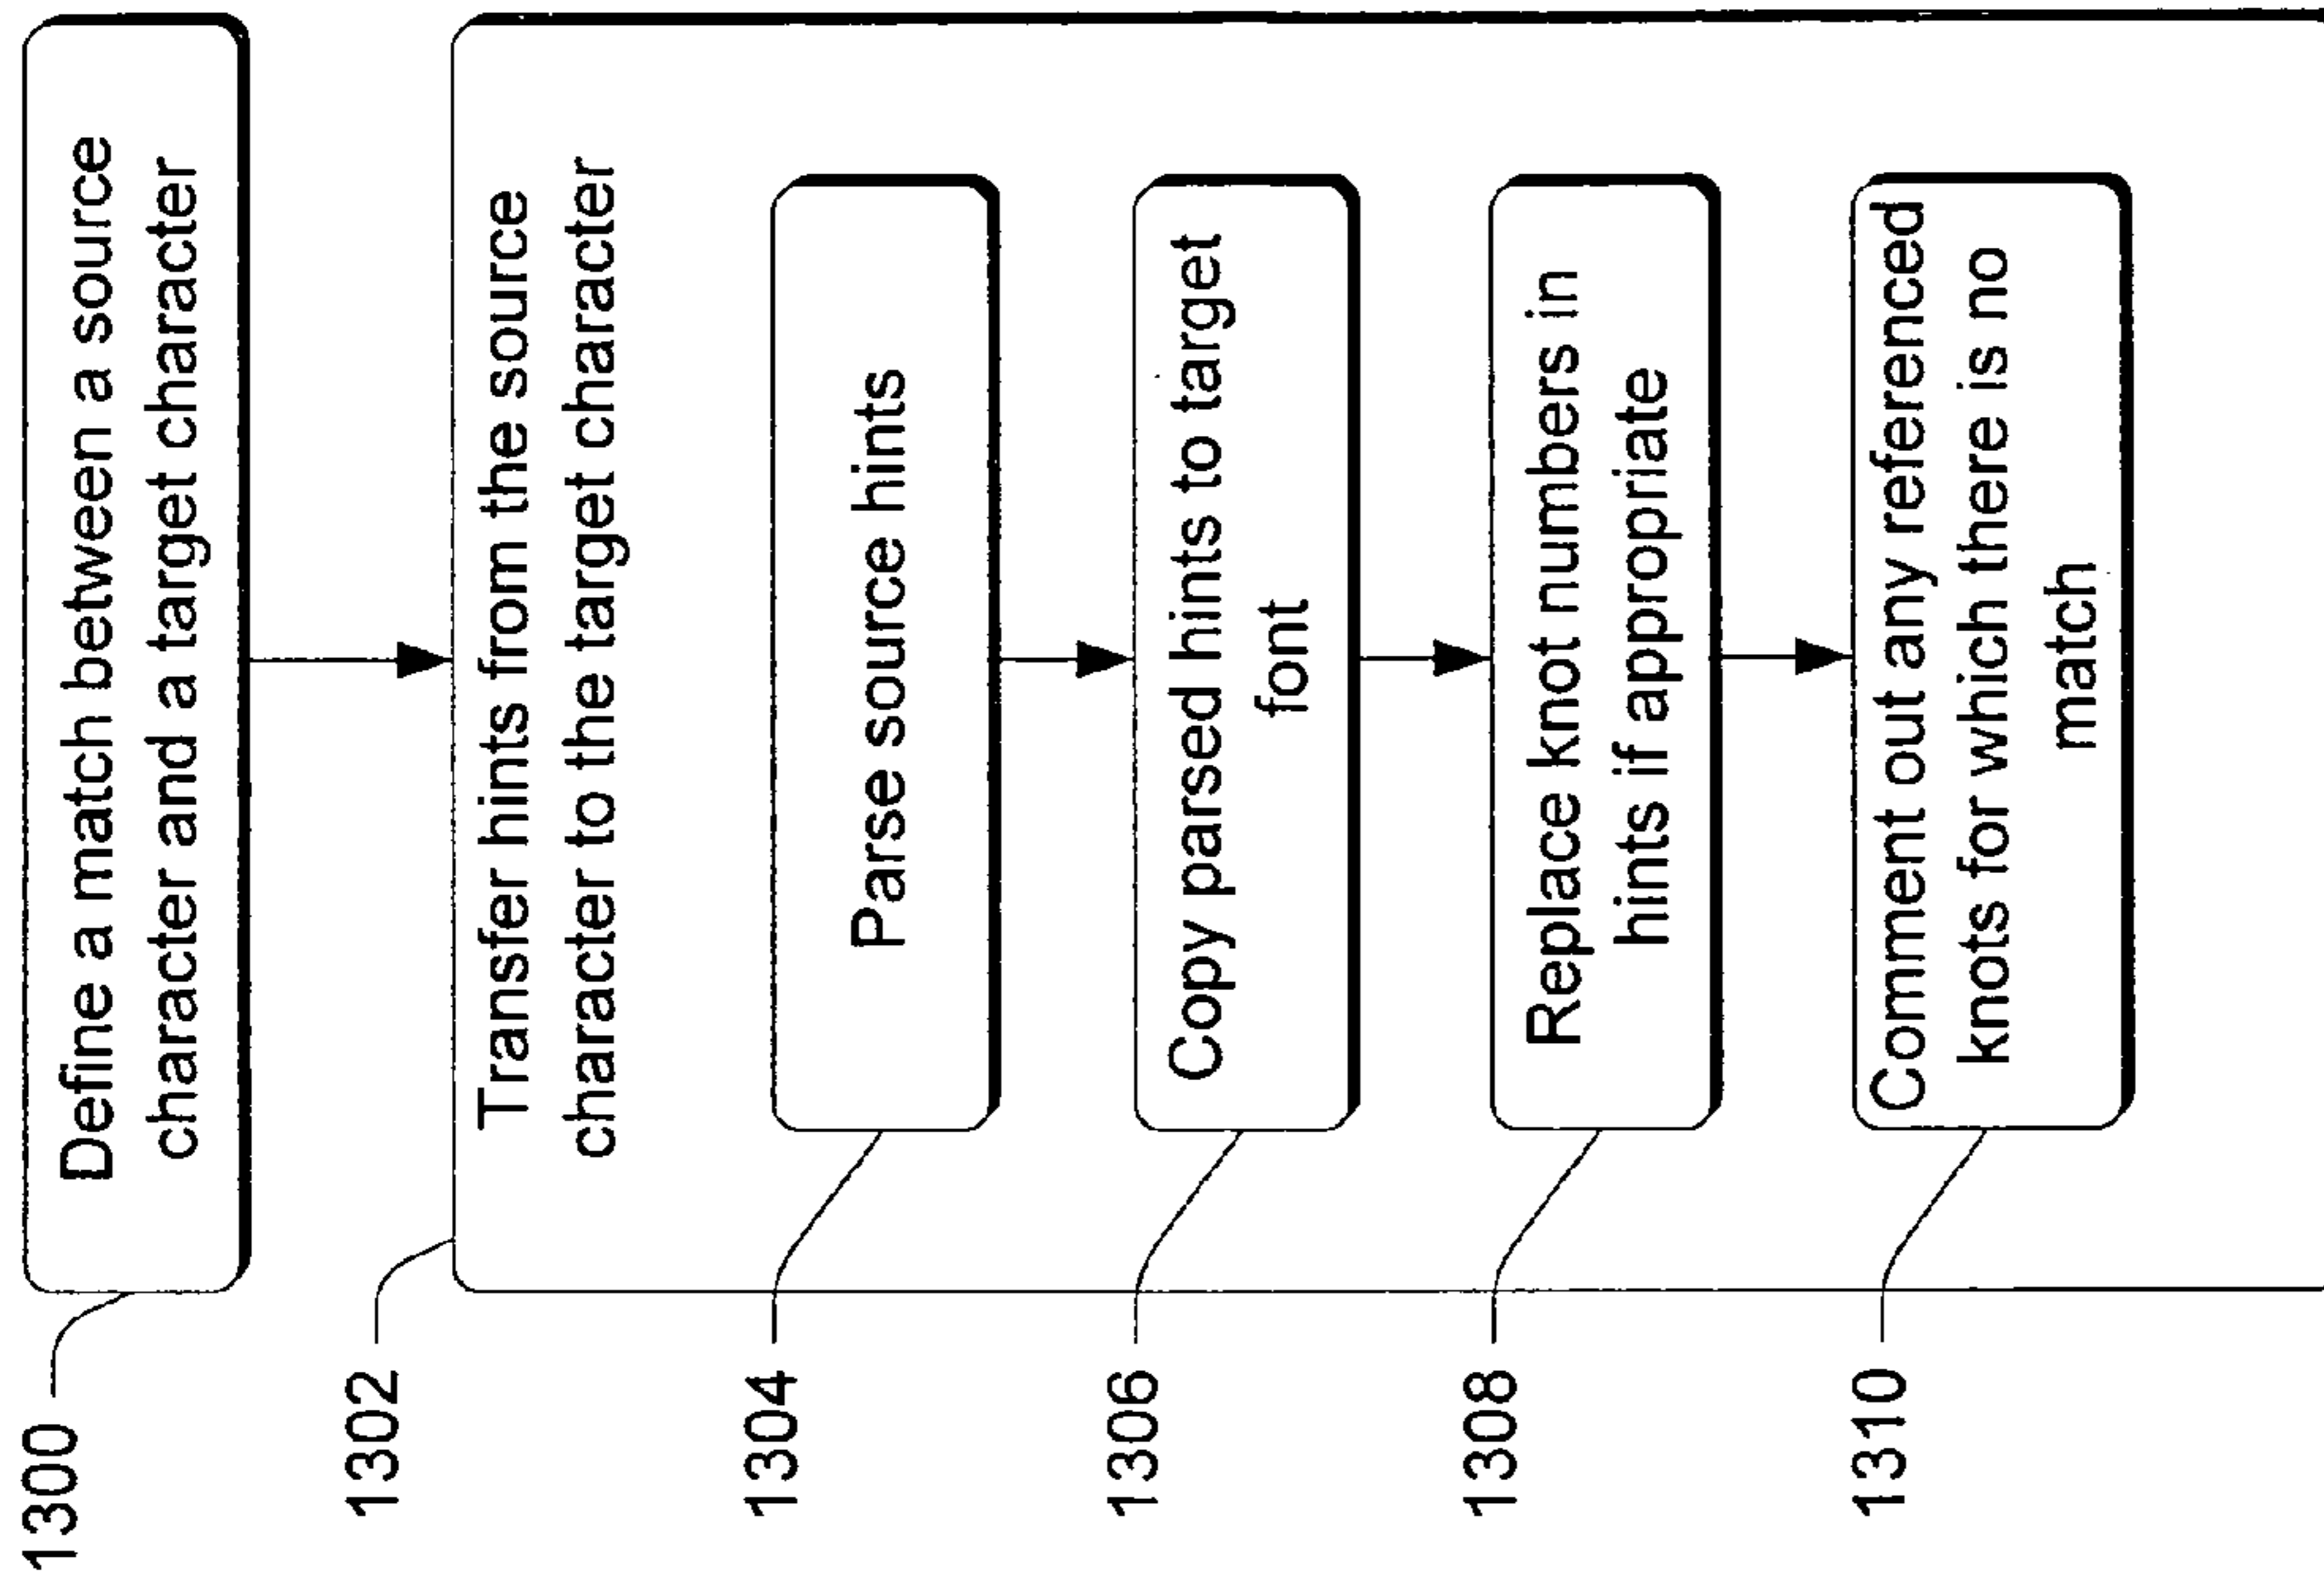 1300
Define a match between a source
character and a target character
1302
Transfer hints from the source
character to the target character
1304
Parse source hints
1306
Copy parsed hints to target
font
1308
Replace knot numbers in
hints if appropriate
1310
Comment out any referenced
knots for which there is no
match